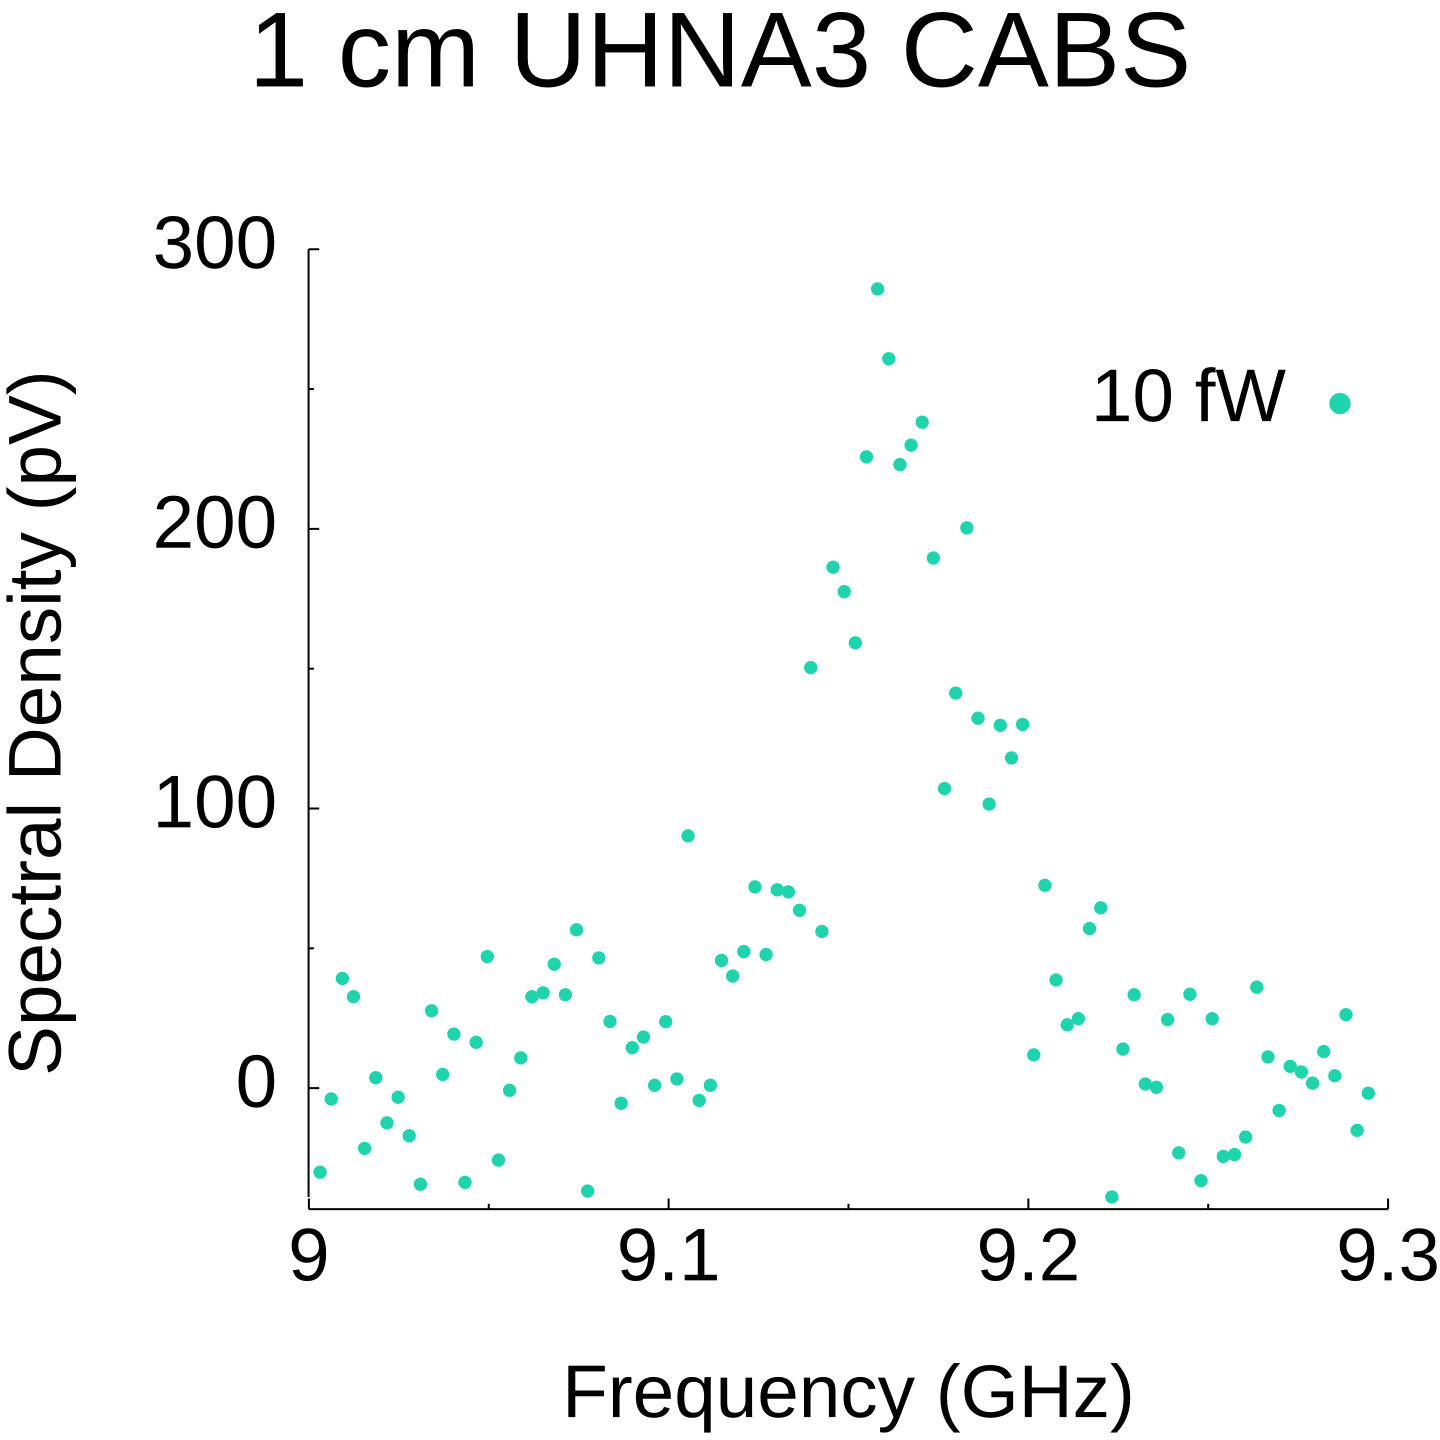 1 cm UHNA3 CABS
300
10 fW
200
100
0
Spectral Density (pV)
9 9.1 9.2 9.3
Frequency (GHz)